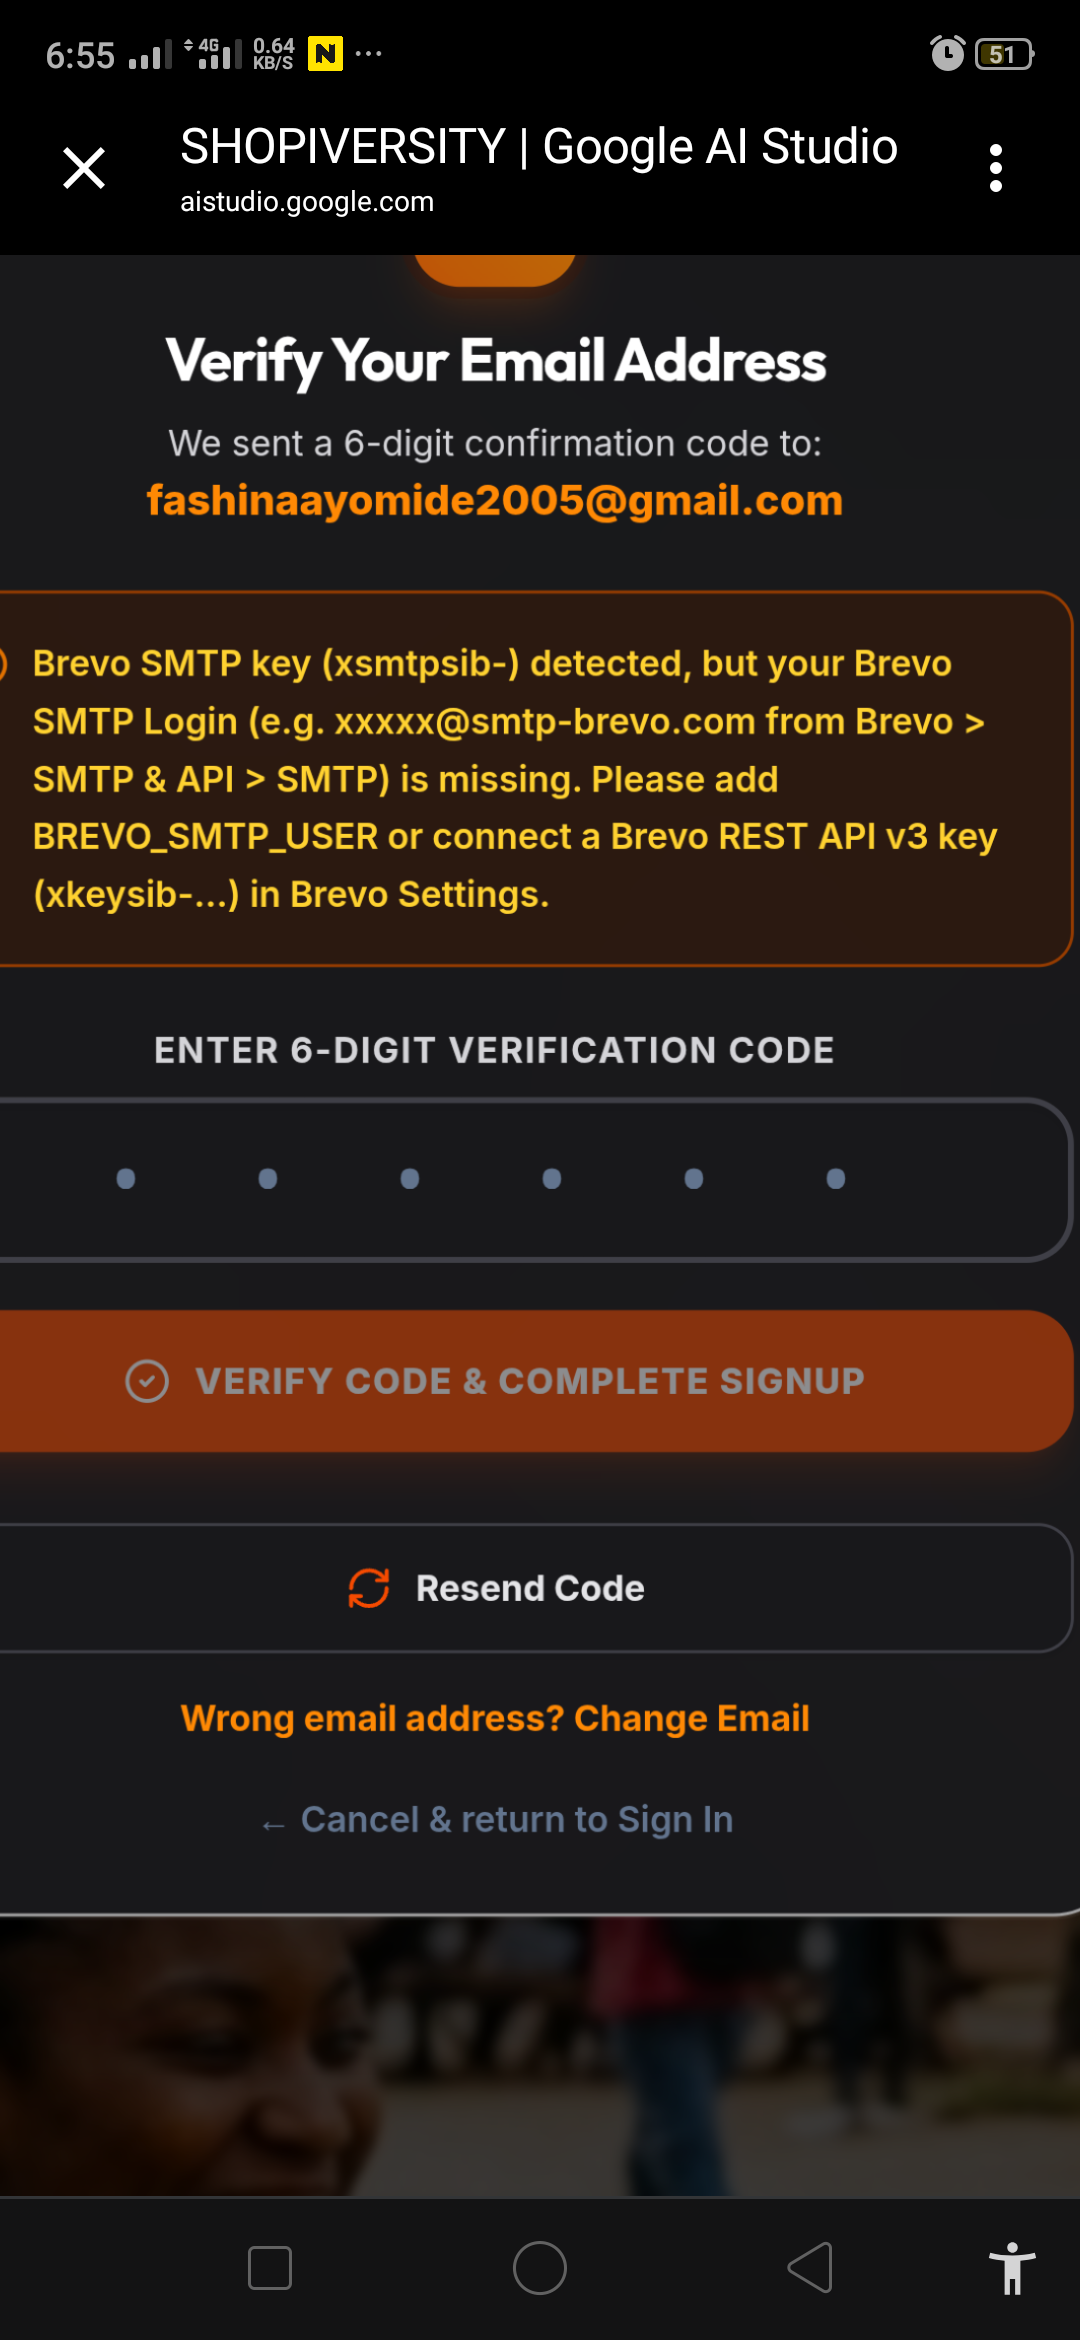 6:55 4G 0.64 KB/S N ... 51
SHOPIVERSITY | Google AI Studio
aistudio.google.com
Verify Your Email Address
We sent a 6-digit confirmation code to:
fashinaayomide2005@gmail.com
Brevo SMTP key (xsmtpsib-) detected, but your Brevo
SMTP Login (e.g. xxxxx@smtp-brevo.com from Brevo >
SMTP & API > SMTP) is missing. Please add
BREVO_SMTP_USER or connect a Brevo REST API v3 key
(xkeysib-...) in Brevo Settings.
ENTER 6-DIGIT VERIFICATION CODE
VERIFY CODE & COMPLETE SIGNUP
Resend Code
Wrong email address? Change Email
← Cancel & return to Sign In